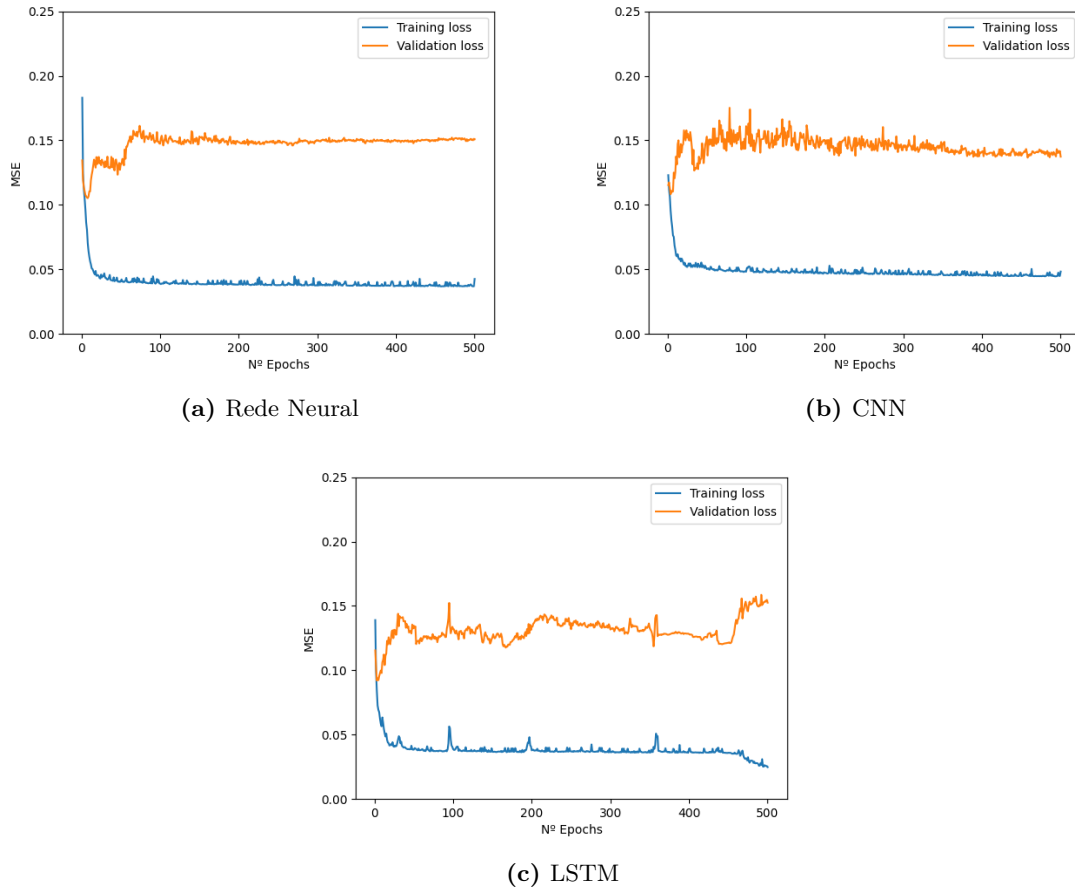 0.25
0.20
0.15
0.10
0.05
0.00
MSE
Training loss
Validation loss
0 100 200 300 400 500
Nº Epochs
(a) Rede Neural
0.25
0.20
0.15
0.10
0.05
0.00
MSE
Training loss
Validation loss
0 100 200 300 400 500
Nº Epochs
(b) CNN
0.25
0.20
0.15
0.10
0.05
0.00
MSE
Training loss
Validation loss
0 100 200 300 400 500
Nº Epochs
(c) LSTM